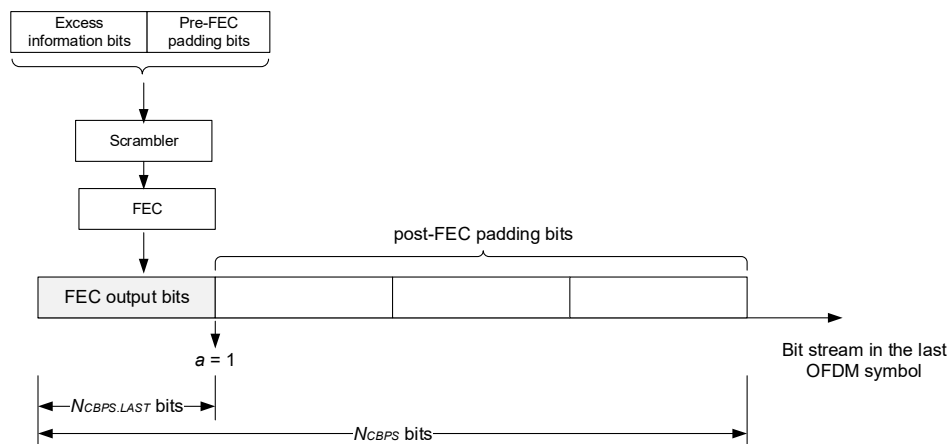 Excess
information bits
Pre-FEC
padding bits
Scrambler
FEC
post-FEC padding bits
FEC output bits
a = 1
Bit stream in the last
OFDM symbol
NCBPS.LAST bits
NCBPS bits